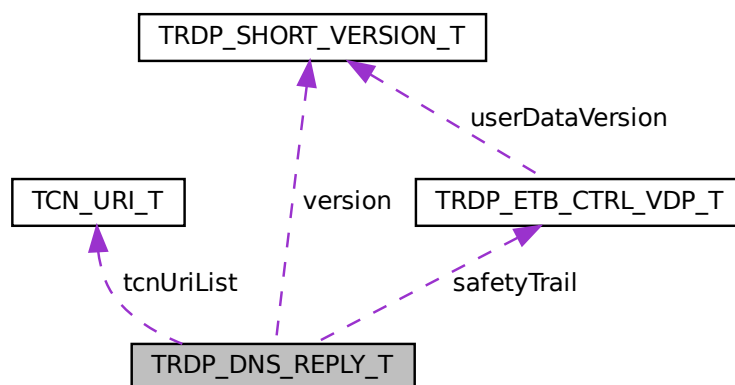 TRDP_SHORT_VERSION_T
userDataVersion
TCN_URI_T
version
TRDP_ETB_CTRL_VDP_T
tcnUriList
safetyTrail
TRDP_DNS_REPLY_T